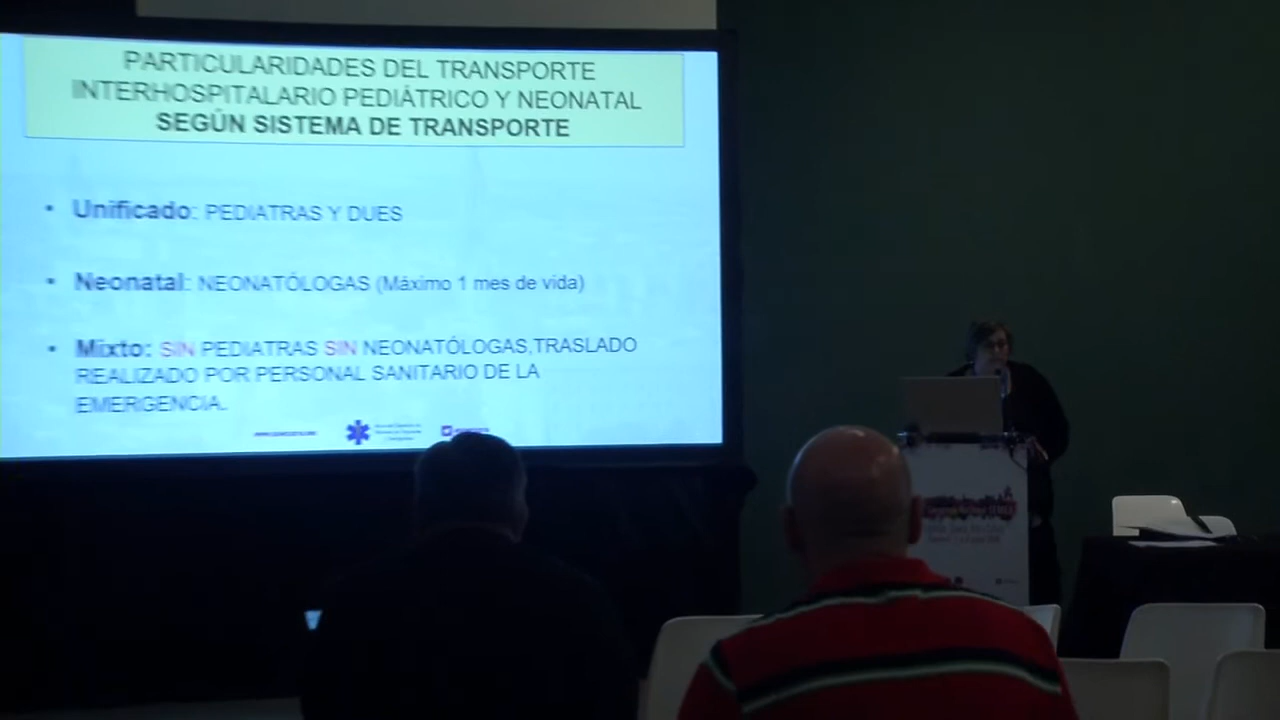 PARTICULARIDADES DEL TRANSPORTE
INTERHOSPITALARIO PEDIÁTRICO Y NEONATAL
SEGÚN SISTEMA DE TRANSPORTE
• Unificado: PEDIATRAS Y DUES
• Neonatal: NEONATÓLOGAS (Máximo 1 mes de vida)
• Mixto: SIN PEDIATRAS SIN NEONATÓLOGAS,TRASLADO
REALIZADO POR PERSONAL SANITARIO DE LA
EMERGENCIA.